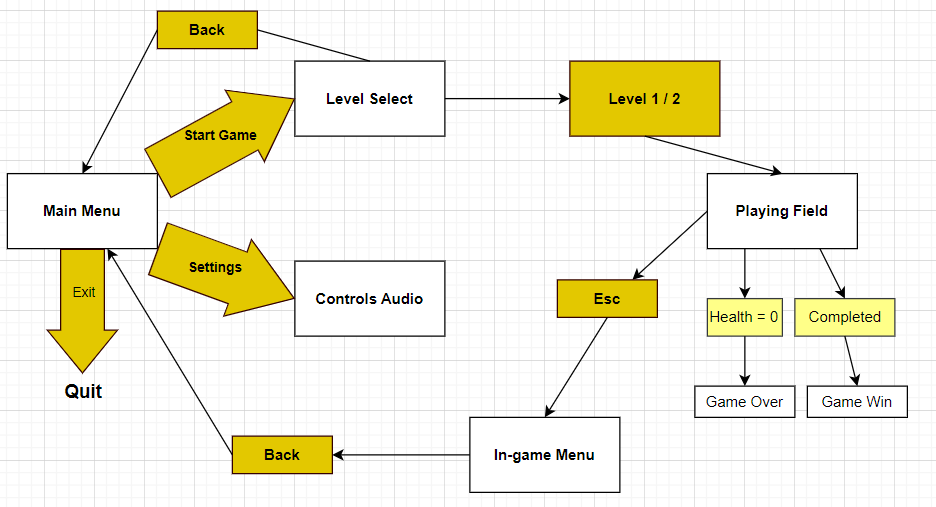 Back
Level Select
Level 1 / 2
Start Game
Main Menu
Playing Field
Settings
Exit
Controls Audio
Esc
Health = 0
Completed
Quit
Game Over
Game Win
Back
In-game Menu